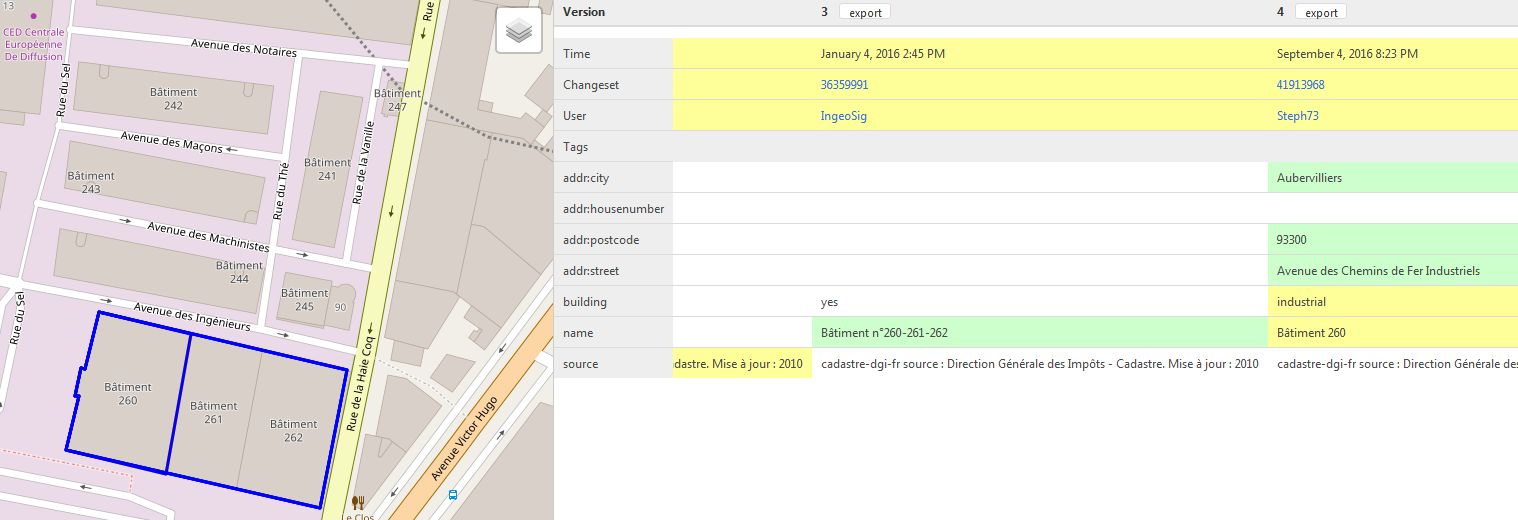 13
CED Centrale
Européenne
De Diffusion
Rue du Sel
Avenue des Notaires
Rue
Bâtiment
242
Bâtiment
247
Avenue des Maçons
Bâtiment
243
Rue du Thé
Bâtiment
241
Rue de la Vanille
Avenue des Machinistes
Bâtiment
244
Bâtiment
245
90
Rue du Sel
Avenue des Ingénieurs
Rue de la Haie Coq
Bâtiment
260
Bâtiment
261
Bâtiment
262
Avenue Victor Hugo
Le Clos
Version 3 export 4 export
Time January 4, 2016 2:45 PM September 4, 2016 8:23 PM
Changeset 36359991 41913968
User IngeoSig Steph73
Tags
addr:city Aubervilliers
addr:housenumber
addr:postcode 93300
addr:street Avenue des Chemins de Fer Industriels
building yes industrial
name Bâtiment n°260-261-262 Bâtiment 260
source dastre. Mise à jour : 2010 cadastre-dgi-fr source : Direction Générale des Impôts - Cadastre. Mise à jour : 2010 cadastre-dgi-fr source : Direction Générale des